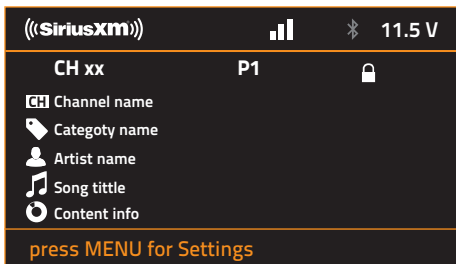 ((SiriusXM)) 11.5 V
CH xx P1
CH Channel name
Categoty name
Artist name
Song tittle
Content info
press MENU for Settings